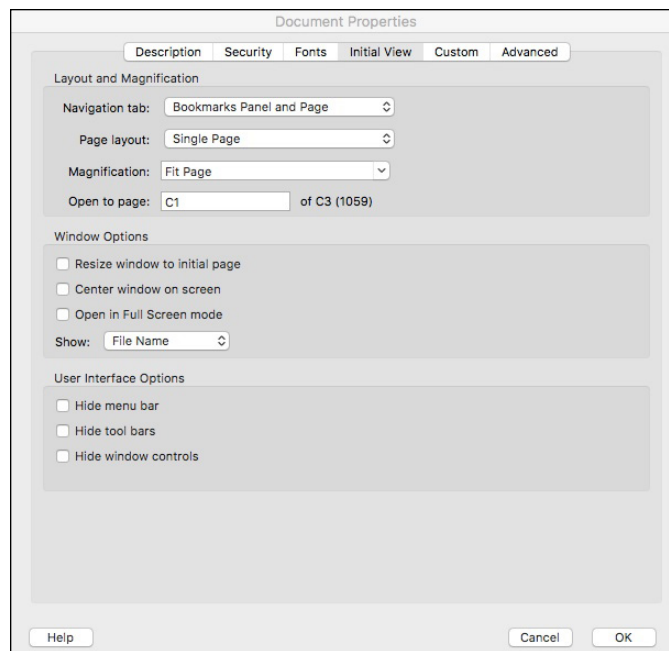 Document Properties
Description Security Fonts Initial View Custom Advanced
Layout and Magnification
Navigation tab: Bookmarks Panel and Page
Page layout: Single Page
Magnification: Fit Page
Open to page: C1 of C3 (1059)
Window Options
Resize window to initial page
Center window on screen
Open in Full Screen mode
Show: File Name
User Interface Options
Hide menu bar
Hide tool bars
Hide window controls
Help Cancel OK